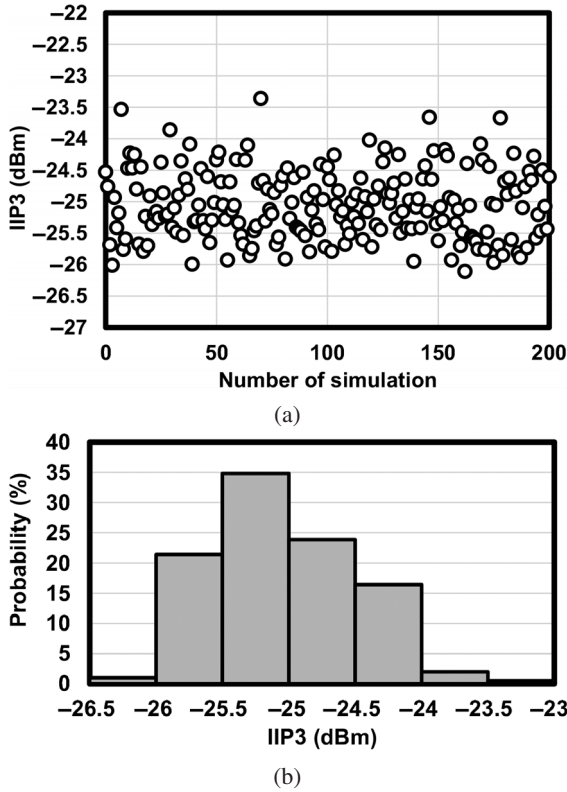 –22
–22.5
–23
–23.5
–24
–24.5
–25
–25.5
–26
–26.5
–27
IIP3 (dBm)
0 50 100 150 200
Number of simulation
(a)
40
35
30
25
20
15
10
5
0
Probability (%)
–26.5 –26 –25.5 –25 –24.5 –24 –23.5 –23
IIP3 (dBm)
(b)